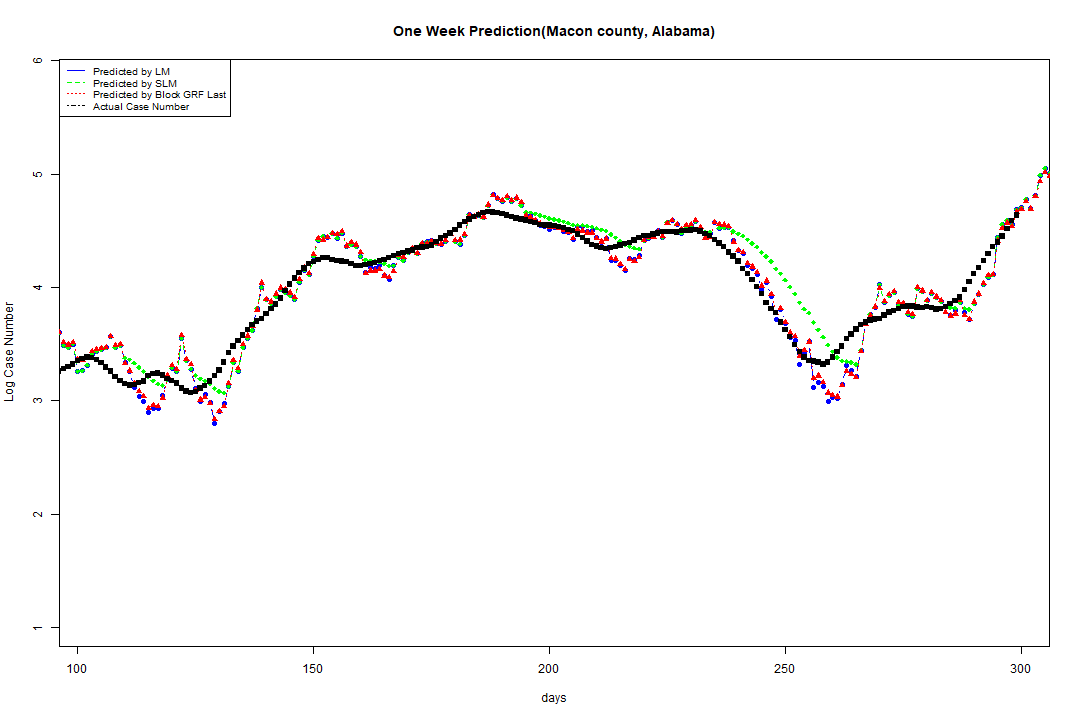 One Week Prediction(Macon county, Alabama)
Predicted by LM
Predicted by SLM
Predicted by Block GRF Last
Actual Case Number
Log Case Number
6
5
4
3
2
1
100 150 200 250 300
days